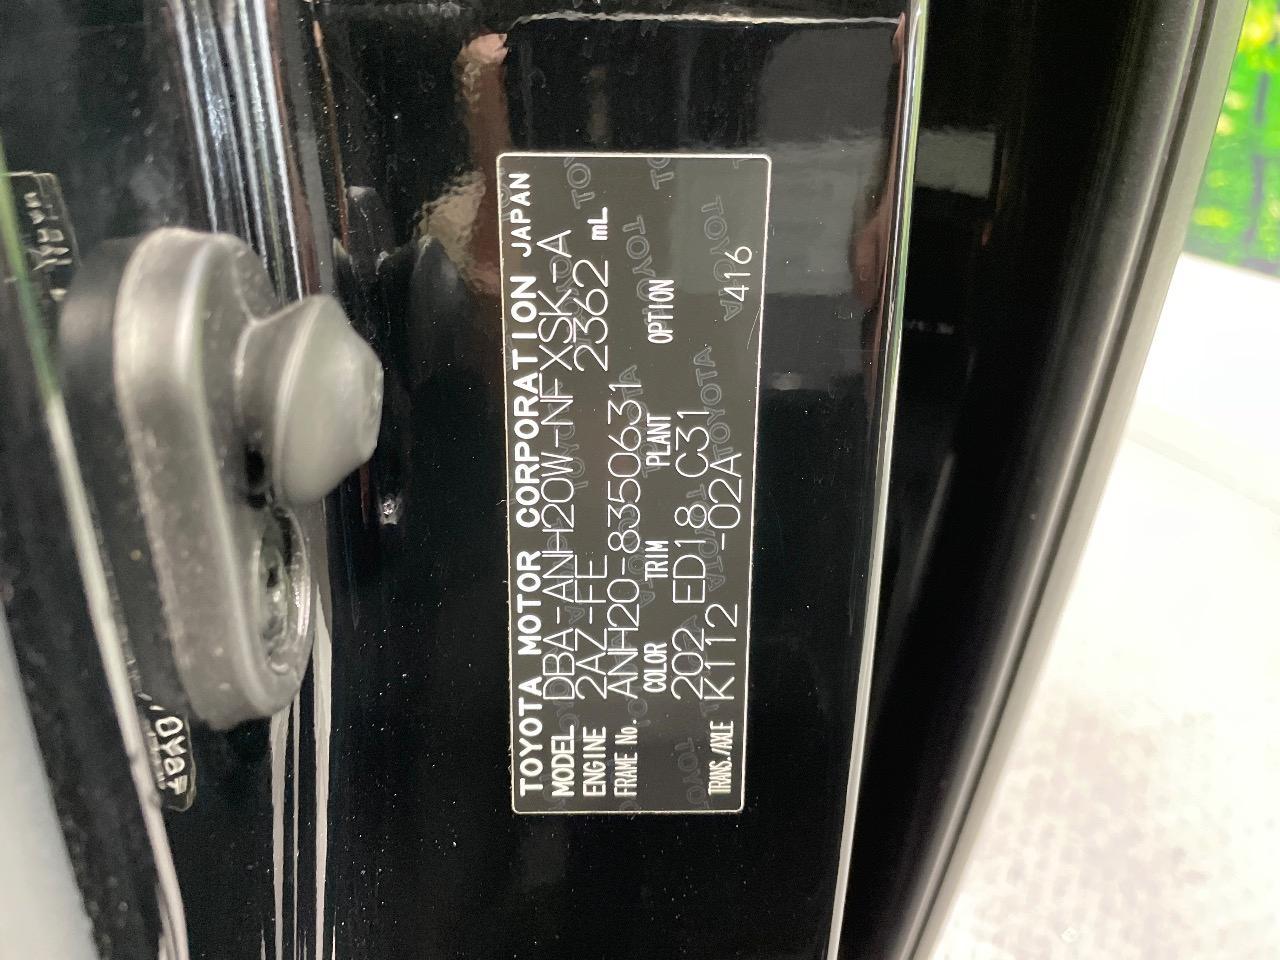 TOYOTA MOTOR CORPORATION JAPAN
MODEL DBA-ANH20W-NFXSK-A
ENGINE 2AZ-FE 2362 mL
FRAME No. ANH20-8350631
COLOR TRIM PLANT OPTION
202 ED18 C31
TRANS./AXLE K112 -02A 416